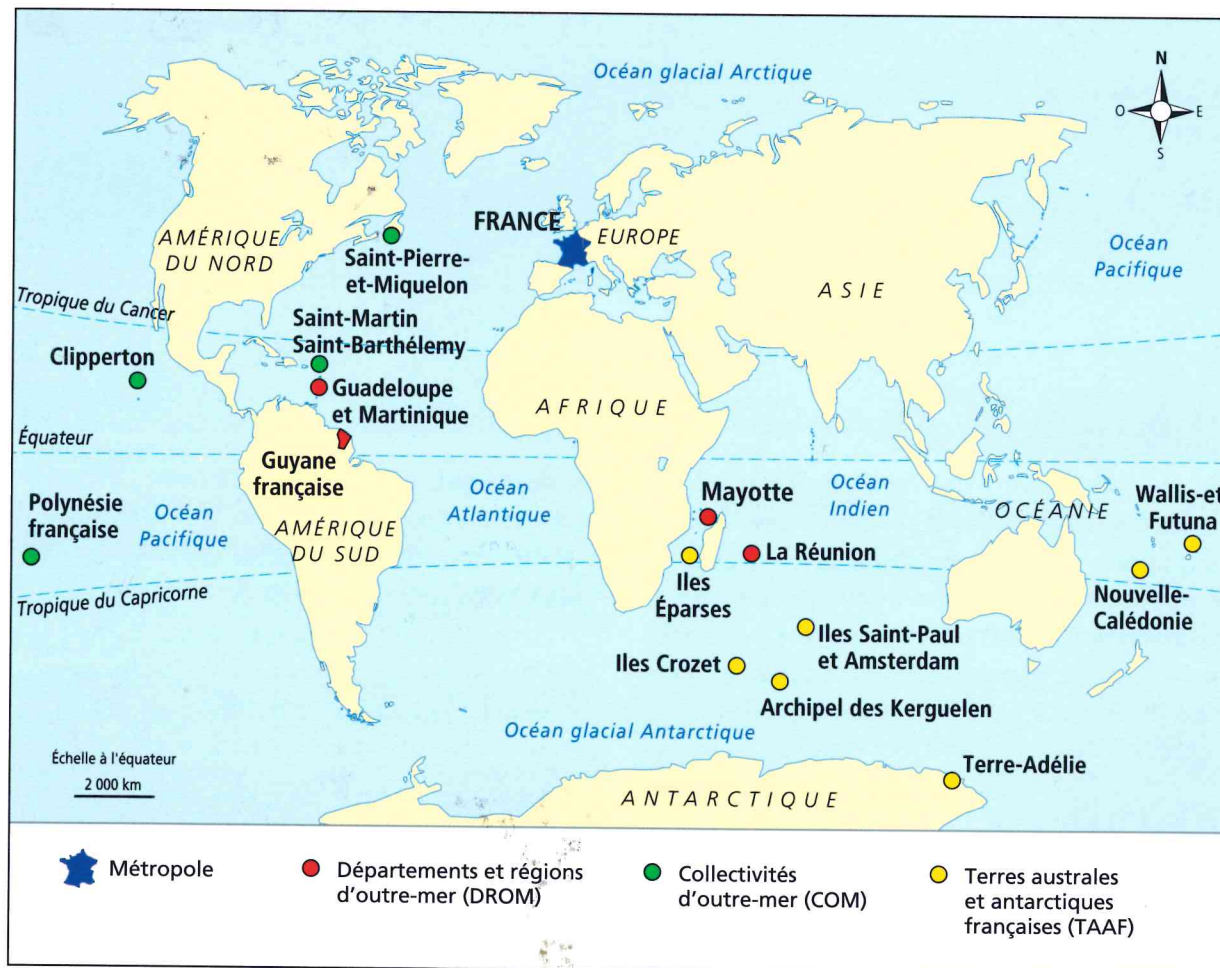 Océan glacial Arctique
N
O
E
S
FRANCE
EUROPE
AMÉRIQUE
DU NORD
Saint-Pierre-
et-Miquelon
Océan
Pacifique
ASIE
Tropique du Cancer
Saint-Martin
Saint-Barthélemy
Clipperton
Guadeloupe
et Martinique
AFRIQUE
Équateur
Guyane
française
Polynésie
française
Océan
Pacifique
AMÉRIQUE
DU SUD
Océan
Atlantique
Mayotte
Océan
Indien
OCÉANIE
Wallis-et
Futuna
La Réunion
Iles
Éparses
Tropique du Capricorne
Nouvelle-
Calédonie
Iles Saint-Paul
et Amsterdam
Iles Crozet
Archipel des Kerguelen
Océan glacial Antarctique
Échelle à l'équateur
2 000 km
Terre-Adélie
ANTARCTIQUE
Métropole
Départements et régions
d'outre-mer (DROM)
Collectivités
d'outre-mer (COM)
Terres australes
et antarctiques
françaises (TAAF)